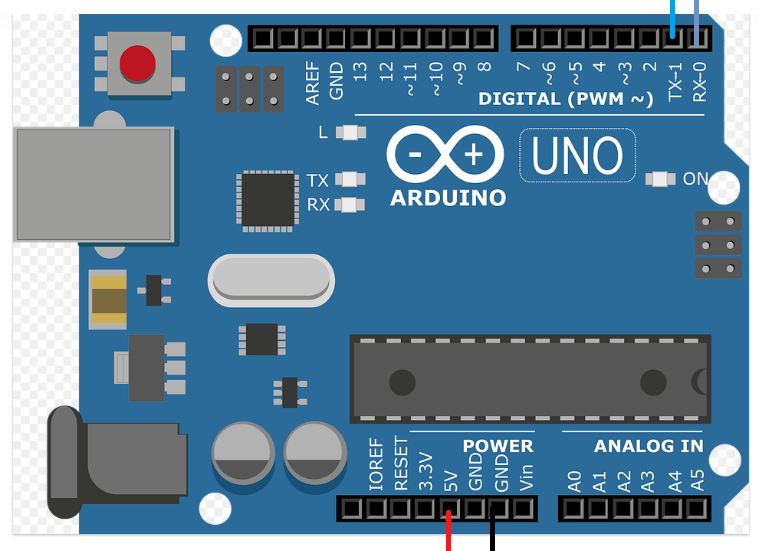 AREF
GND
13
12
~11
~10
~9
8
7
~6
~5
4
~3
2
TX-1
RX-0
DIGITAL (PWM ~)
L
- +
UNO
TX
RX
ARDUINO
ON
POWER
ANALOG IN
IOREF
RESET
3.3V
5V
GND
GND
Vin
A0
A1
A2
A3
A4
A5